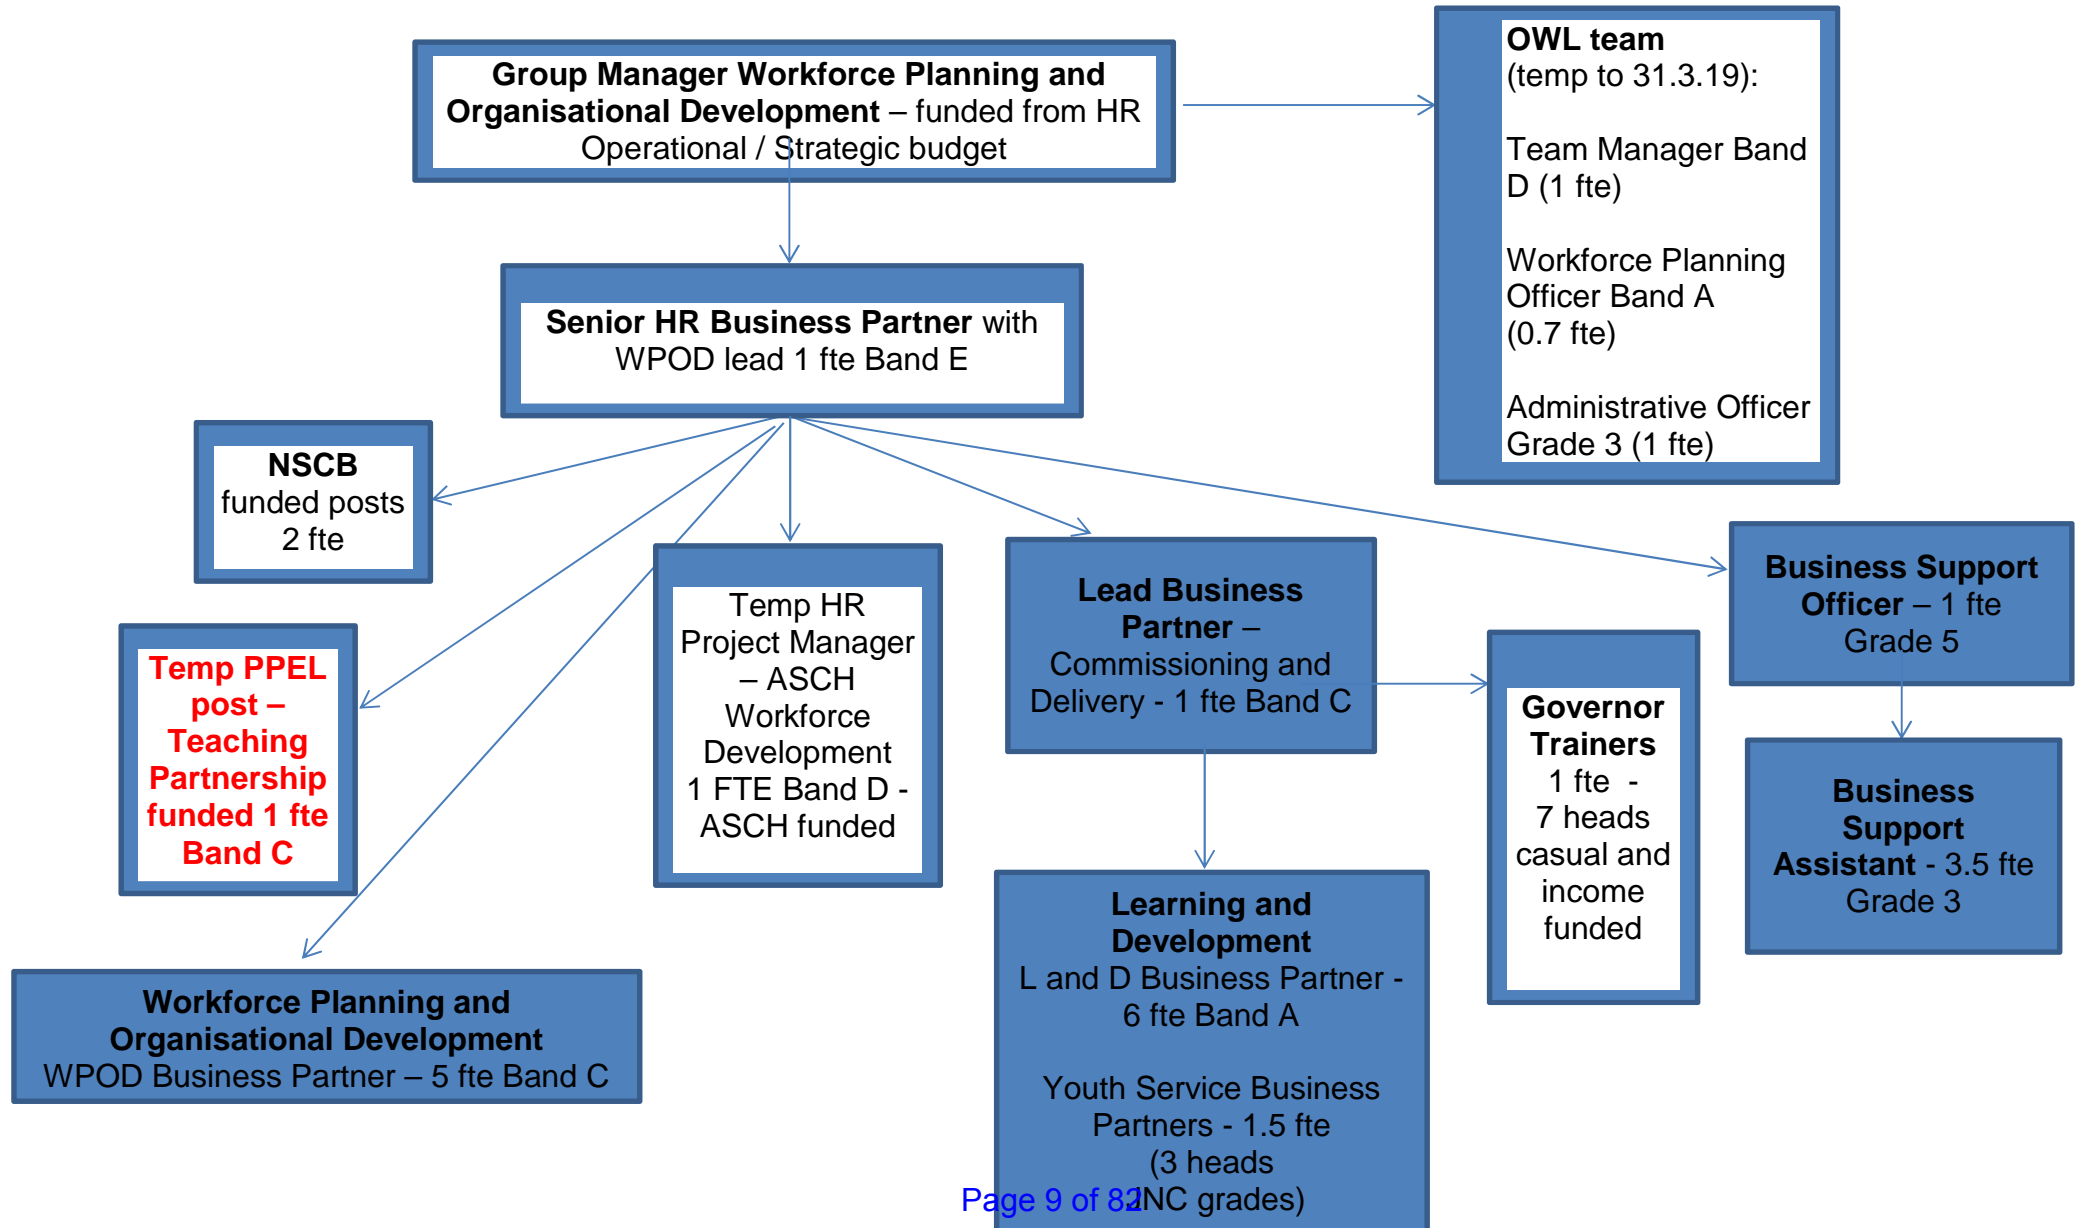 Group Manager Workforce Planning and
Organisational Development – funded from HR
Operational / Strategic budget
OWL team
(temp to 31.3.19):
Team Manager Band
D (1 fte)
Workforce Planning
Officer Band A
(0.7 fte)
Administrative Officer
Grade 3 (1 fte)
Senior HR Business Partner with
WPOD lead 1 fte Band E
NSCB
funded posts
2 fte
Temp PPEL
post –
Teaching
Partnership
funded 1 fte
Band C
Temp HR
Project Manager
– ASCH
Workforce
Development
1 FTE Band D -
ASCH funded
Lead Business
Partner –
Commissioning and
Delivery - 1 fte Band C
Governor
Trainers
1 fte -
7 heads
casual and
income
funded
Business Support
Officer – 1 fte
Grade 5
Business
Support
Assistant - 3.5 fte
Grade 3
Workforce Planning and
Organisational Development
WPOD Business Partner – 5 fte Band C
Learning and
Development
L and D Business Partner -
6 fte Band A
Youth Service Business
Partners - 1.5 fte
(3 heads
JNC grades)
Page 9 of 82